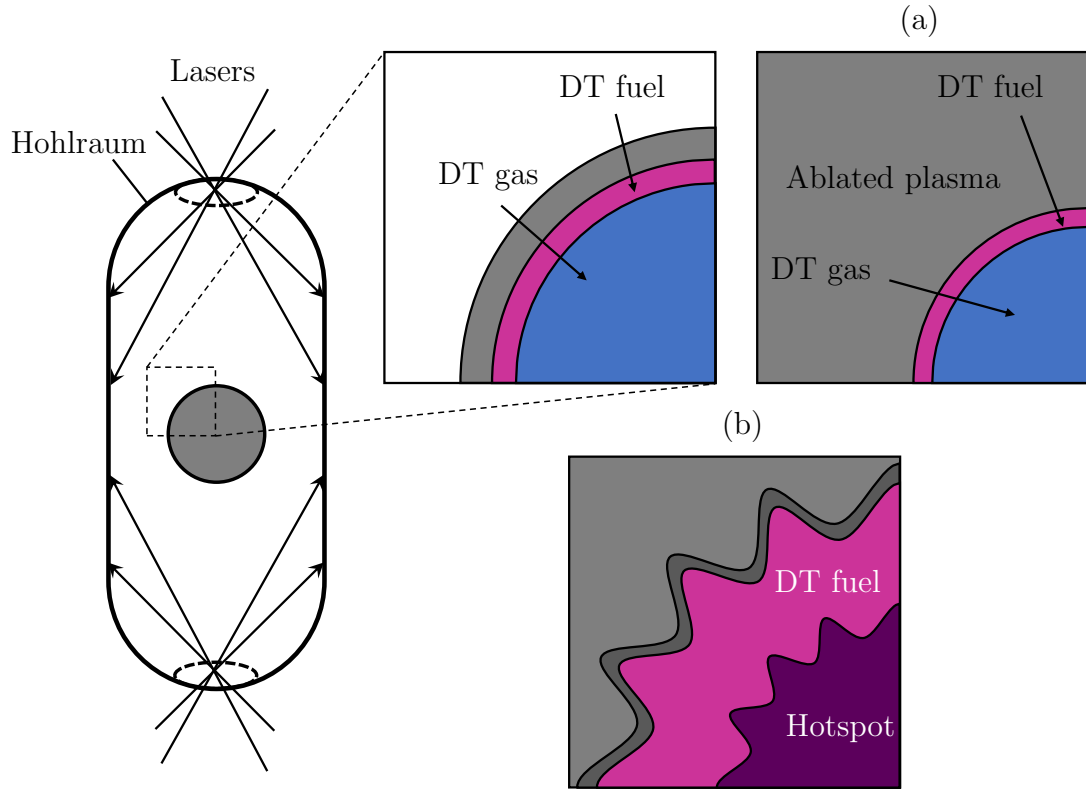 Lasers
Hohlraum
DT fuel
DT gas
(a)
DT fuel
Ablated plasma
DT gas
(b)
DT fuel
Hotspot